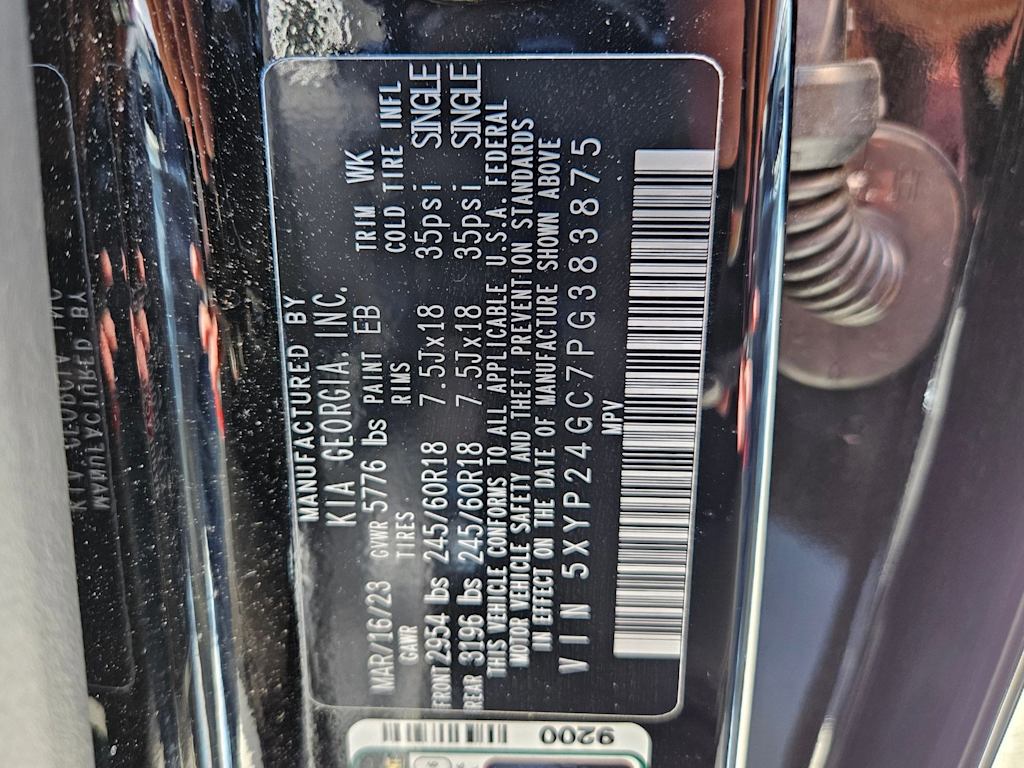 MANUFACTURED BY
KIA GEORGIA, INC.
MAR/16/23 GVWR 5776 lbs PAINT EB TRIM WK
GAWR TIRES RIMS COLD TIRE INFL
FRONT 2954 lbs 245/60R18 7.5Jx18 35psi SINGLE
REAR 3196 lbs 245/60R18 7.5Jx18 35psi SINGLE
THIS VEHICLE CONFORMS TO ALL APPLICABLE U.S.A. FEDERAL
MOTOR VEHICLE SAFETY AND THEFT PREVENTION STANDARDS
IN EFFECT ON THE DATE OF MANUFACTURE SHOWN ABOVE
VIN 5XYP24GC7PG383875
MPV
9200